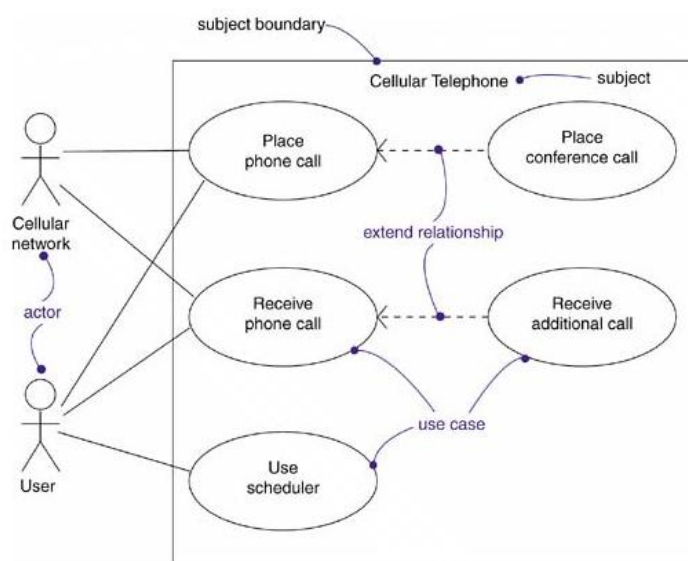 subject boundary
Cellular Telephone
subject
Place
phone call
Place
conference call
Cellular
network
extend relationship
actor
Receive
phone call
Receive
additional call
use case
User
Use
scheduler